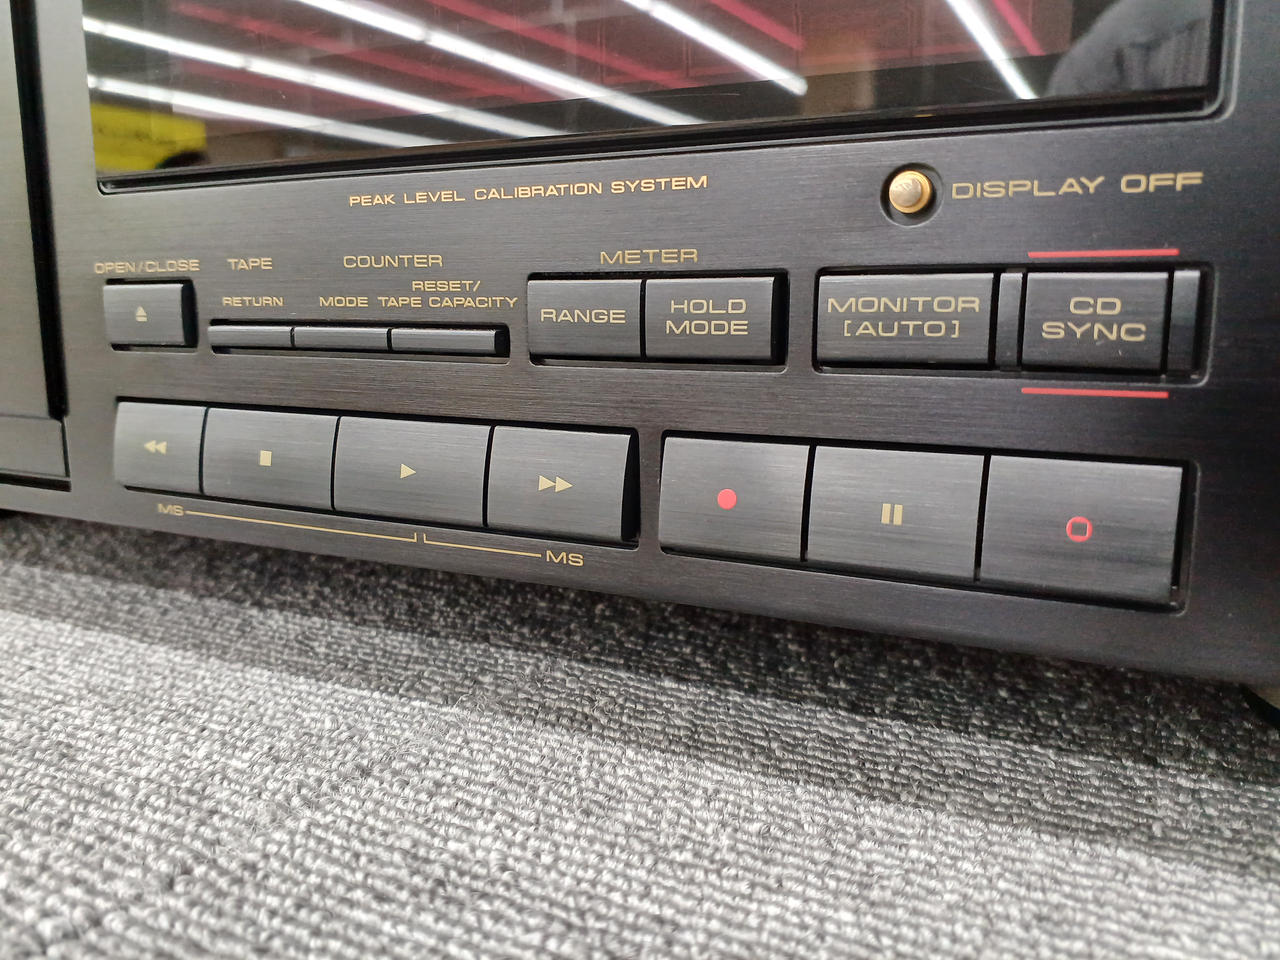 PEAK LEVEL CALIBRATION SYSTEM
DISPLAY OFF
OPEN/CLOSE
TAPE
RETURN
COUNTER
MODE
RESET/
TAPE CAPACITY
METER
RANGE
HOLD
MODE
MONITOR
[AUTO]
CD
SYNC
MS
MS